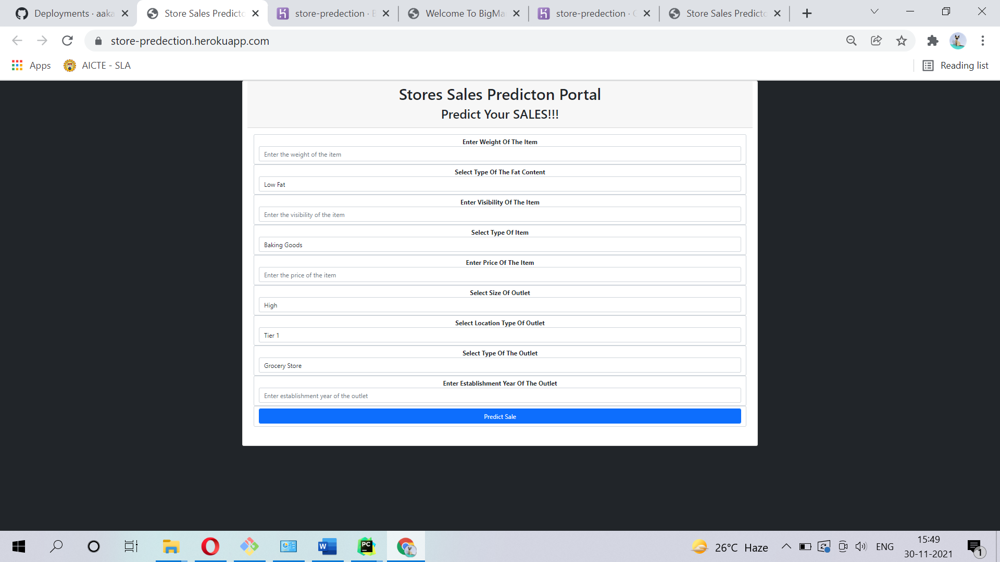 Deployments · aaka
Store Sales Predicto
store-predection ·
Welcome To BigMa
store-predection ·
Store Sales Predicto
store-predection.herokuapp.com
Apps
AICTE - SLA
Reading list
Stores Sales Predicton Portal
Predict Your SALES!!!
Enter Weight Of The Item
Enter the weight of the item
Select Type Of The Fat Content
Low Fat
Enter Visibility Of The Item
Enter the visibility of the item
Select Type Of Item
Baking Goods
Enter Price Of The Item
Enter the price of the item
Select Size Of Outlet
High
Select Location Type Of Outlet
Tier 1
Select Type Of The Outlet
Grocery Store
Enter Establishment Year Of The Outlet
Enter establishment year of the outlet
Predict Sale
W
PC
26°C Haze
ENG
15:49
30-11-2021
1